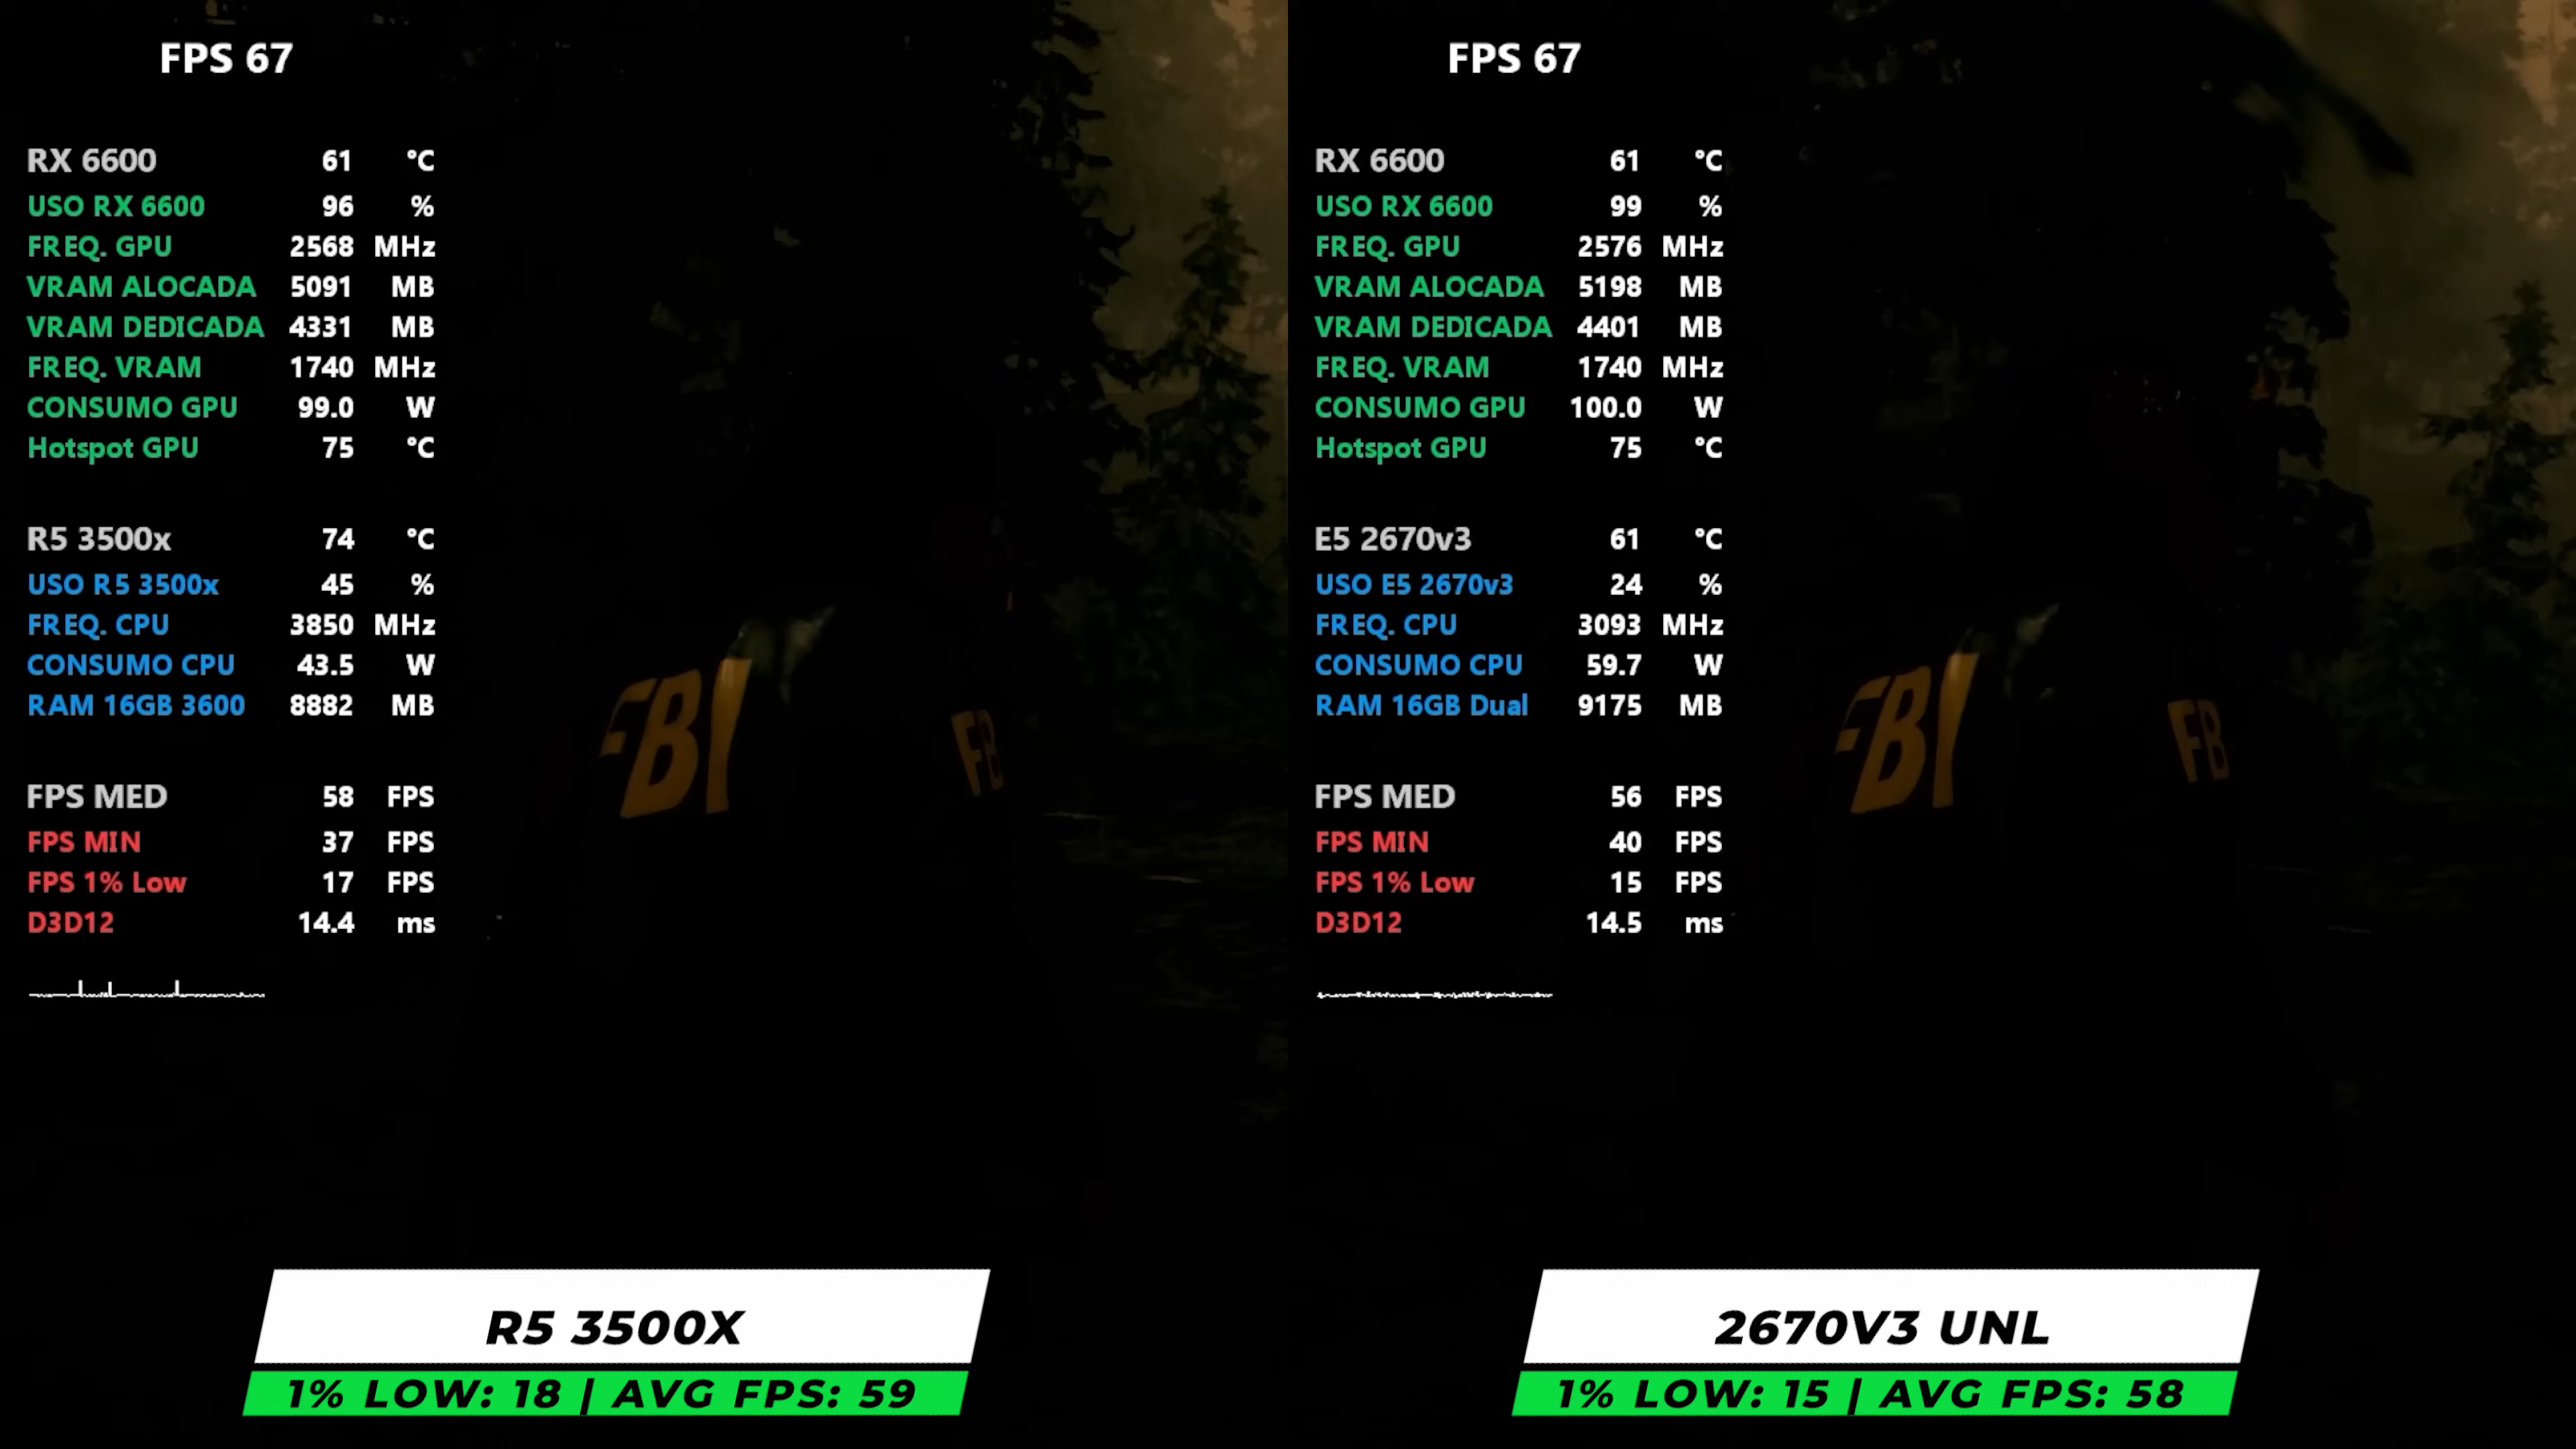 FPS 67
RX 6600 61 °C
USO RX 6600 96 %
FREQ. GPU 2568 MHz
VRAM ALOCADA 5091 MB
VRAM DEDICADA 4331 MB
FREQ. VRAM 1740 MHz
CONSUMO GPU 99.0 W
Hotspot GPU 75 °C
R5 3500x 74 °C
USO R5 3500x 45 %
FREQ. CPU 3850 MHz
CONSUMO CPU 43.5 W
RAM 16GB 3600 8882 MB
FPS MED 58 FPS
FPS MIN 37 FPS
FPS 1% Low 17 FPS
D3D12 14.4 ms
FBI
FB
R5 3500X
1% LOW: 18 | AVG FPS: 59
FPS 67
RX 6600 61 °C
USO RX 6600 99 %
FREQ. GPU 2576 MHz
VRAM ALOCADA 5198 MB
VRAM DEDICADA 4401 MB
FREQ. VRAM 1740 MHz
CONSUMO GPU 100.0 W
Hotspot GPU 75 °C
E5 2670v3 61 °C
USO E5 2670v3 24 %
FREQ. CPU 3093 MHz
CONSUMO CPU 59.7 W
RAM 16GB Dual 9175 MB
FPS MED 56 FPS
FPS MIN 40 FPS
FPS 1% Low 15 FPS
D3D12 14.5 ms
FBI
FB
2670V3 UNL
1% LOW: 15 | AVG FPS: 58